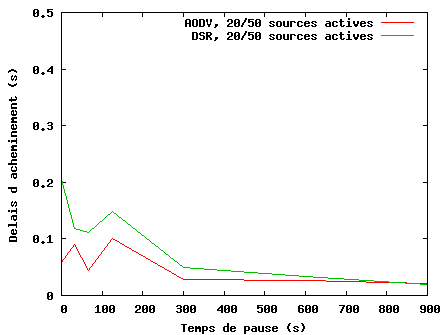 AODV, 20/50 sources actives
DSR, 20/50 sources actives
0.5
0.4
0.3
0.2
0.1
0
Delais d acheminement (s)
0 100 200 300 400 500 600 700 800 900
Temps de pause (s)